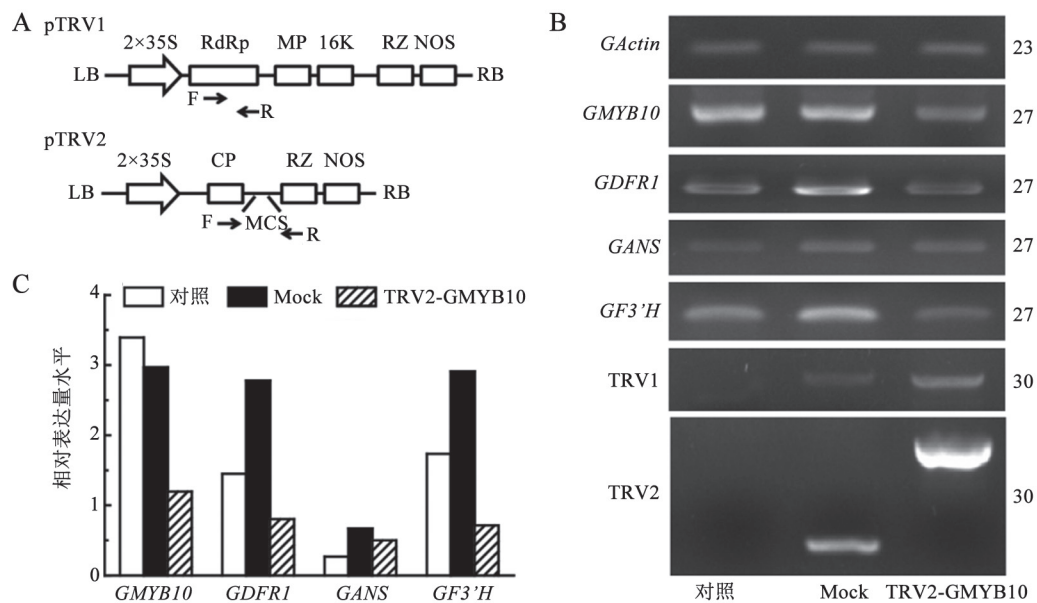 A
pTRV1
2×35S RdRp MP 16K RZ NOS
LB RB
F R
pTRV2
2×35S CP RZ NOS
LB RB
F MCS R
B
GActin 23
GMYB10 27
GDFR1 27
GANS 27
GF3'H 27
TRV1 30
TRV2 30
对照 Mock TRV2-GMYB10
C
对照 Mock TRV2-GMYB10
相对表达量水平
4
3
2
1
0
GMYB10 GDFR1 GANS GF3'H